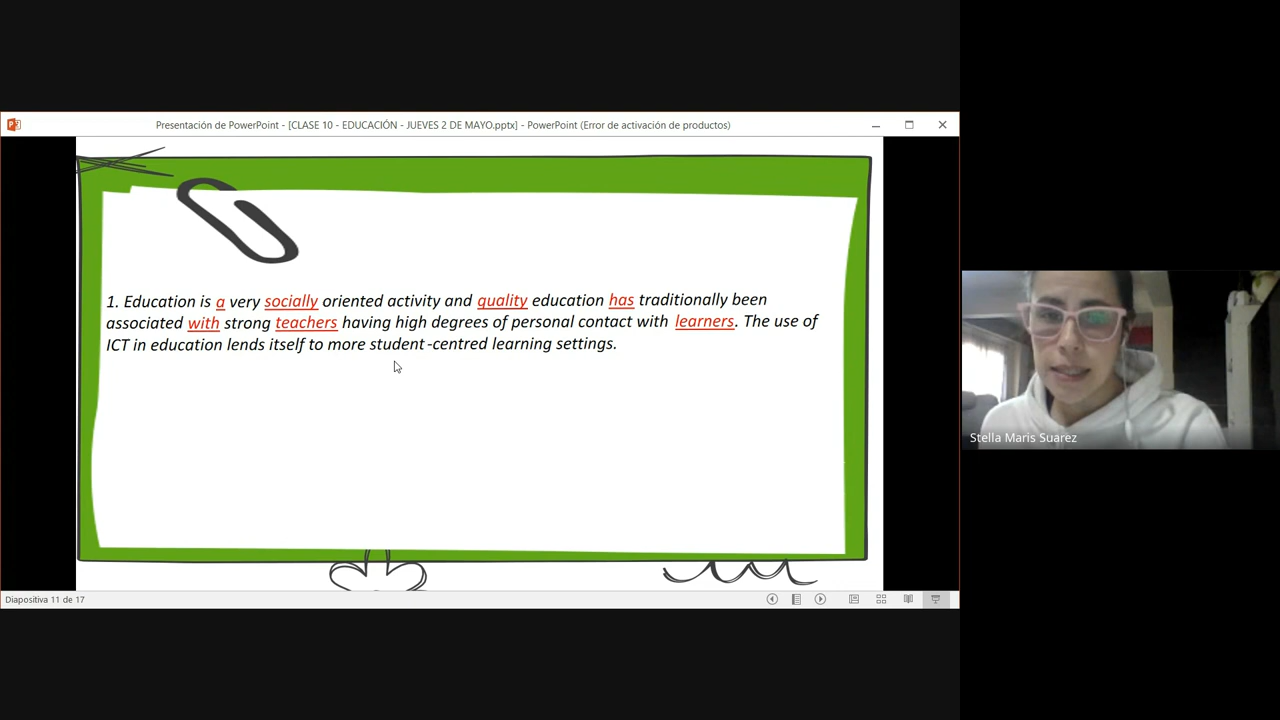 Presentación de PowerPoint - [CLASE 10 - EDUCACIÓN - JUEVES 2 DE MAYO.pptx] - PowerPoint (Error de activación de productos)
1. Education is a very socially oriented activity and quality education has traditionally been
associated with strong teachers having high degrees of personal contact with learners. The use of
ICT in education lends itself to more student-centred learning settings.
Stella Maris Suarez
Diapositiva 11 de 17